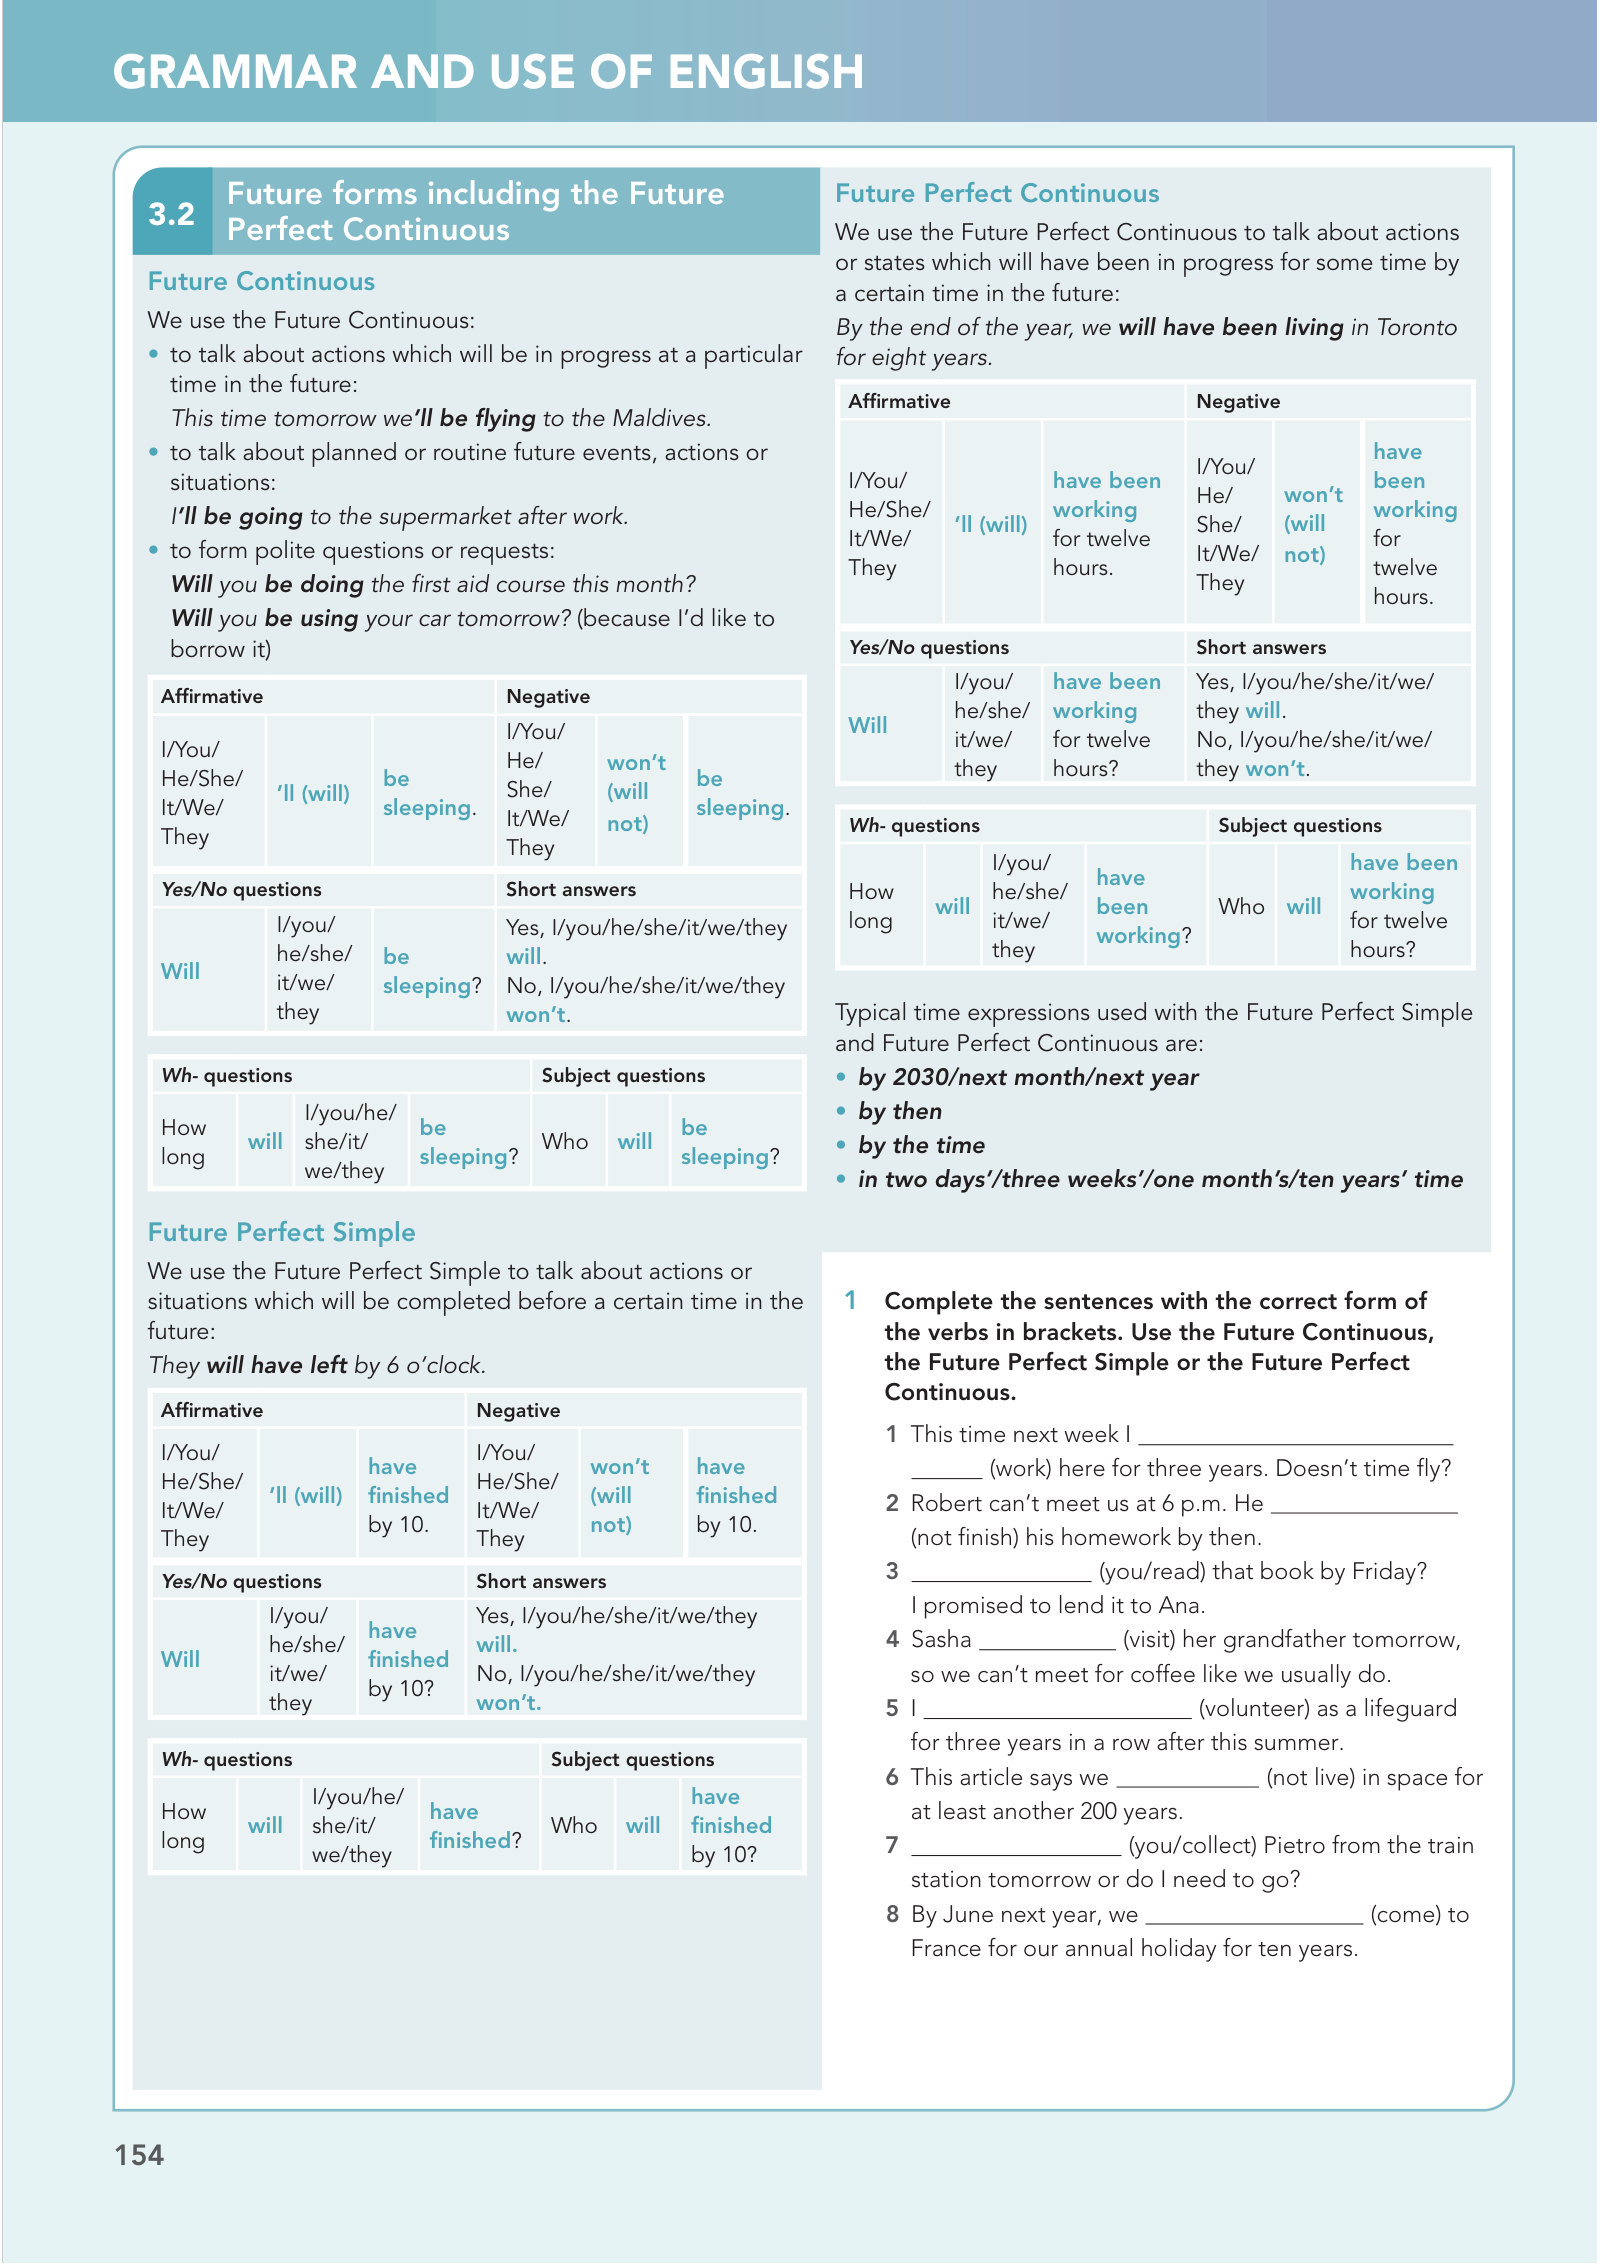 GRAMMAR AND USE OF ENGLISH
3.2
Future forms including the Future
Perfect Continuous
Future Continuous
We use the Future Continuous:
• to talk about actions which will be in progress at a particular
time in the future:
This time tomorrow we'll be flying to the Maldives.
• to talk about planned or routine future events, actions or
situations:
I'll be going to the supermarket after work.
• to form polite questions or requests:
Will you be doing the first aid course this month?
Will you be using your car tomorrow? (because I'd like to
borrow it)
Affirmative Negative
I/You/
He/She/
It/We/
They
'll (will)
be
sleeping.
I/You/
He/
She/
It/We/
They
won't
(will
not)
be
sleeping.
Yes/No questions Short answers
Will
I/you/
he/she/
it/we/
they
be
sleeping?
Yes, I/you/he/she/it/we/they
will.
No, I/you/he/she/it/we/they
won't.
Wh- questions Subject questions
How
long
will
I/you/he/
she/it/
we/they
be
sleeping?
Who
will
be
sleeping?
Future Perfect Simple
We use the Future Perfect Simple to talk about actions or
situations which will be completed before a certain time in the
future:
They will have left by 6 o'clock.
Affirmative Negative
I/You/
He/She/
It/We/
They
'll (will)
have
finished
by 10.
I/You/
He/She/
It/We/
They
won't
(will
not)
have
finished
by 10.
Yes/No questions Short answers
Will
I/you/
he/she/
it/we/
they
have
finished
by 10?
Yes, I/you/he/she/it/we/they
will.
No, I/you/he/she/it/we/they
won't.
Wh- questions Subject questions
How
long
will
I/you/he/
she/it/
we/they
have
finished?
Who
will
have
finished
by 10?
Future Perfect Continuous
We use the Future Perfect Continuous to talk about actions
or states which will have been in progress for some time by
a certain time in the future:
By the end of the year, we will have been living in Toronto
for eight years.
Affirmative Negative
I/You/
He/She/
It/We/
They
'll (will)
have been
working
for twelve
hours.
I/You/
He/
She/
It/We/
They
won't
(will
not)
have
been
working
for
twelve
hours.
Yes/No questions Short answers
Will
I/you/
he/she/
it/we/
they
have been
working
for twelve
hours?
Yes, I/you/he/she/it/we/
they will.
No, I/you/he/she/it/we/
they won't.
Wh- questions Subject questions
How
long
will
I/you/
he/she/
it/we/
they
have
been
working?
Who
will
have been
working
for twelve
hours?
Typical time expressions used with the Future Perfect Simple
and Future Perfect Continuous are:
• by 2030/next month/next year
• by then
• by the time
• in two days'/three weeks'/one month's/ten years' time
1 Complete the sentences with the correct form of
the verbs in brackets. Use the Future Continuous,
the Future Perfect Simple or the Future Perfect
Continuous.
1 This time next week I ____________________
______ (work) here for three years. Doesn't time fly?
2 Robert can't meet us at 6 p.m. He ________________
(not finish) his homework by then.
3 _______________ (you/read) that book by Friday?
I promised to lend it to Ana.
4 Sasha ___________ (visit) her grandfather tomorrow,
so we can't meet for coffee like we usually do.
5 I ______________________ (volunteer) as a lifeguard
for three years in a row after this summer.
6 This article says we ____________ (not live) in space for
at least another 200 years.
7 _________________ (you/collect) Pietro from the train
station tomorrow or do I need to go?
8 By June next year, we __________________ (come) to
France for our annual holiday for ten years.
154